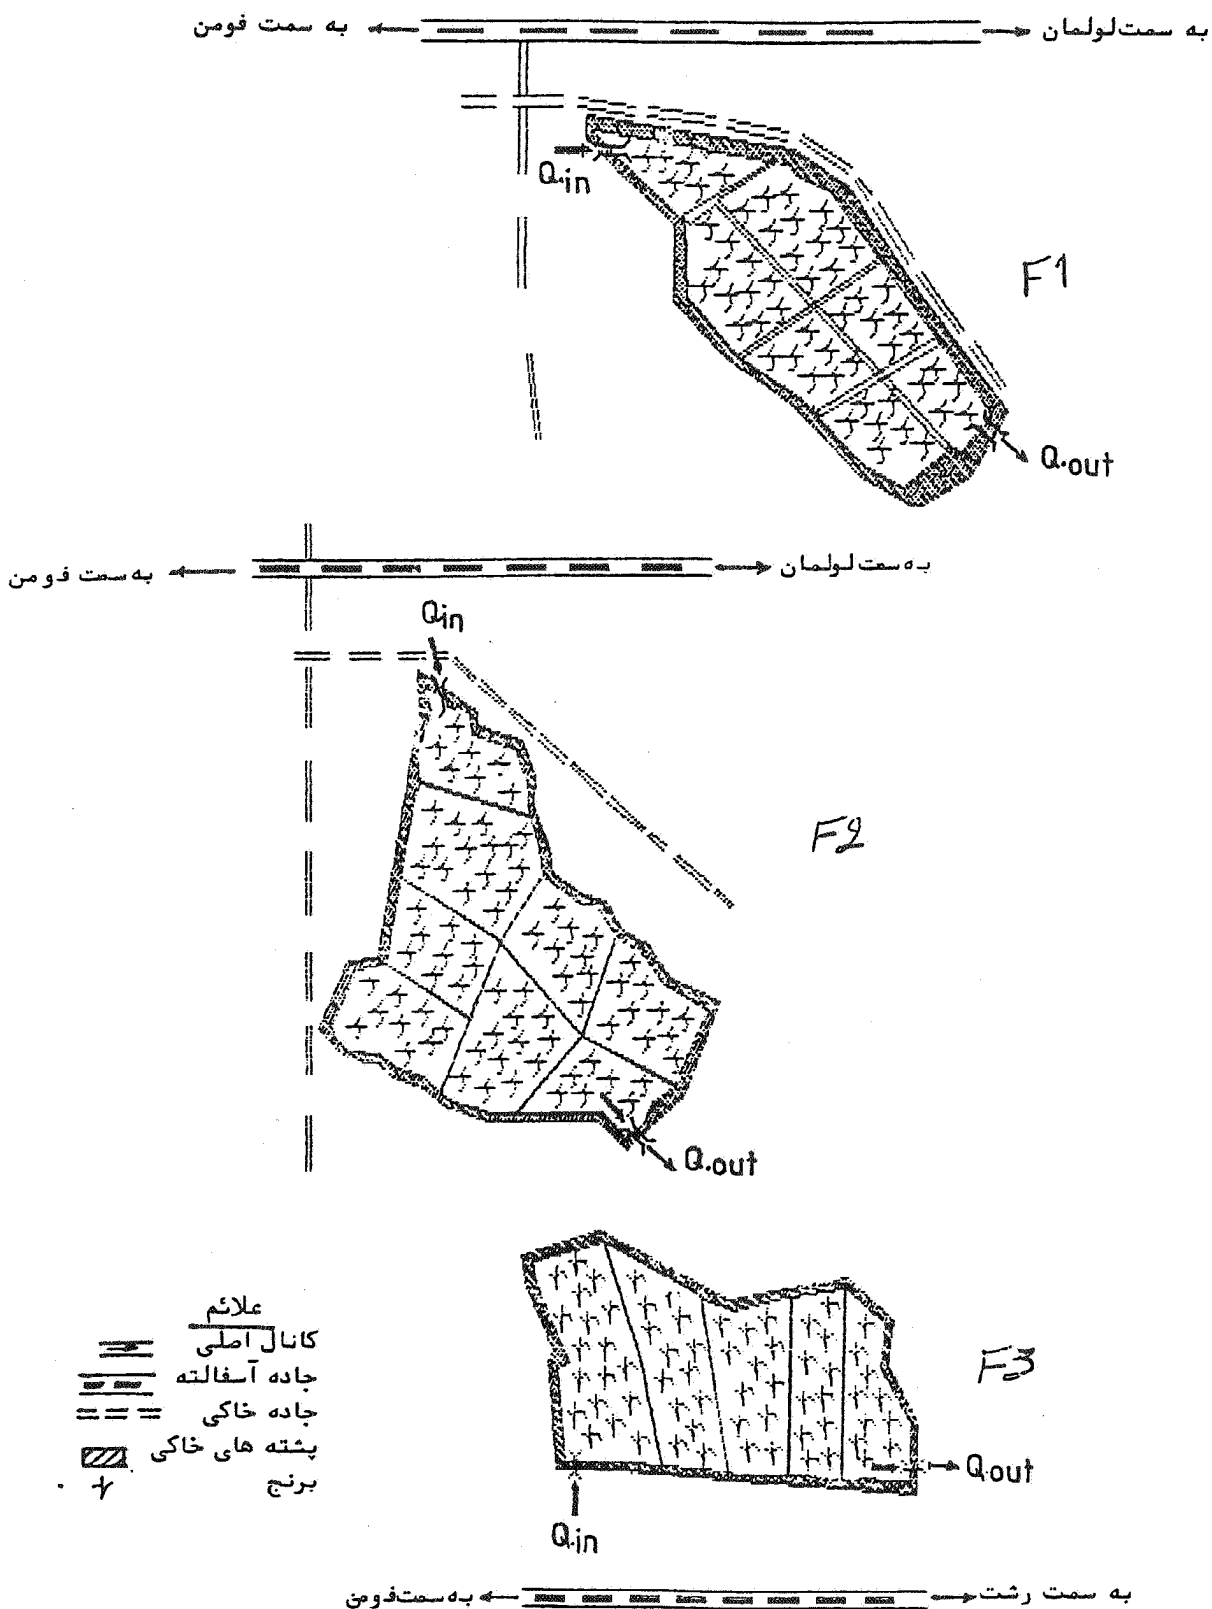 به سمت فومن
به سمت لولمان
Q.in
F1
Q.out
به سمت فومن
به سمت لولمان
Qin
F2
Q.out
علائم
کانال اصلی
جاده آسفالته
جاده خاکی
پشته های خاکی
برنج
F3
Q.out
Q.in
به سمت فومن
به سمت رشت